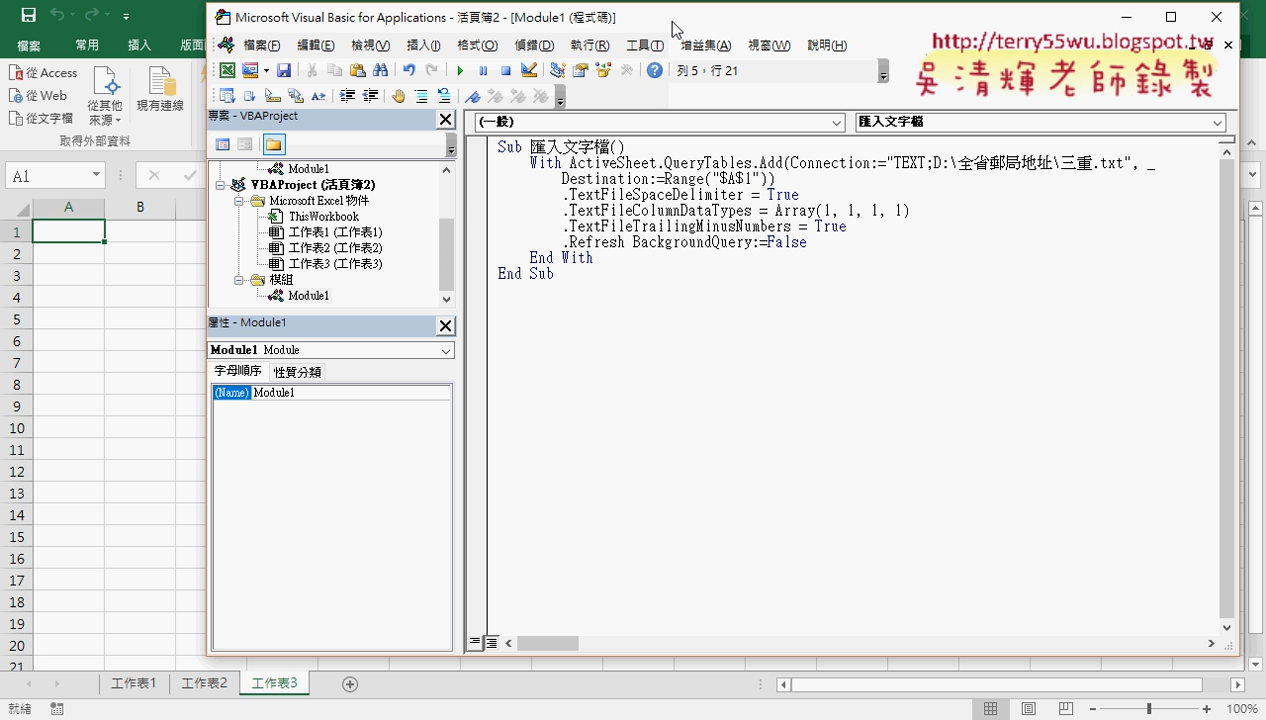 Microsoft Visual Basic for Applications - 活頁簿2 - [Module1 (程式碼)]
http://terry55wu.blogspot.tw
吳清輝老師錄製
檔案 常用 插入 版面
檔案(F) 編輯(E) 檢視(V) 插入(I) 格式(O) 偵錯(D) 執行(R) 工具(T) 增益集(A) 視窗(W) 說明(H)
列 5，行 21
從 Access
從 Web
從文字檔
從其他
來源
現有連線
取得外部資料
A1
專案 - VBAProject
Module1
VBAProject (活頁簿2)
Microsoft Excel 物件
ThisWorkbook
工作表1 (工作表1)
工作表2 (工作表2)
工作表3 (工作表3)
模組
Module1
屬性 - Module1
Module1 Module
字母順序 性質分類
(Name) Module1
(一般) 匯入文字檔
Sub 匯入文字檔()
With ActiveSheet.QueryTables.Add(Connection:="TEXT;D:\全省郵局地址\三重.txt", _
Destination:=Range("$A$1"))
.TextFileSpaceDelimiter = True
.TextFileColumnDataTypes = Array(1, 1, 1, 1)
.TextFileTrailingMinusNumbers = True
.Refresh BackgroundQuery:=False
End With
End Sub
A B
1
2
3
4
5
6
7
8
9
10
11
12
13
14
15
16
17
18
19
20
21
工作表1 工作表2 工作表3
就緒
100%